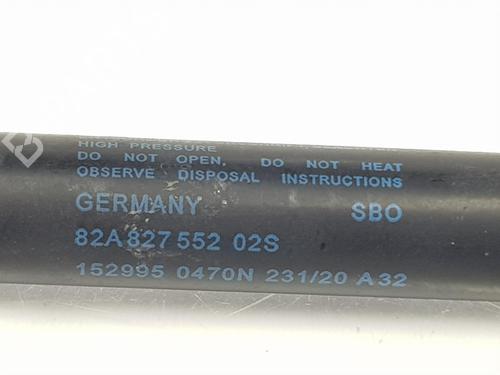 HIGH PRESSURE
DO NOT OPEN, DO NOT HEAT
OBSERVE DISPOSAL INSTRUCTIONS
GERMANY SBO
82A 827 552 02S
152995 0470N 231/20 A32